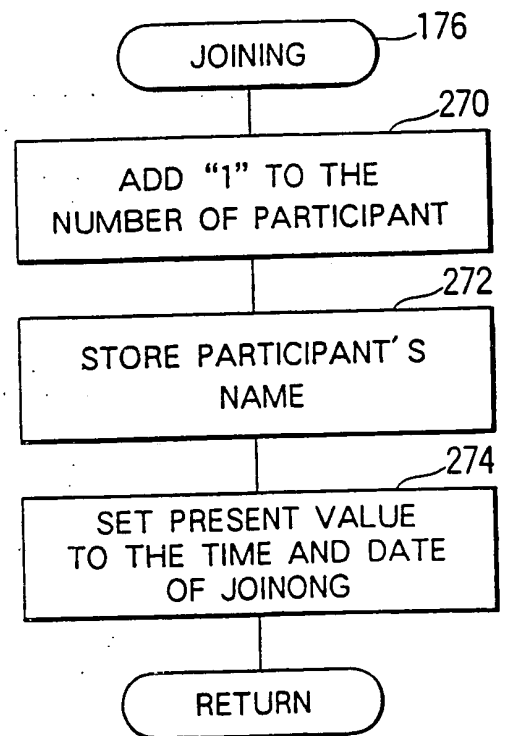 JOINING
176
270
ADD “1” TO THE
NUMBER OF PARTICIPANT
272
STORE PARTICIPANT'S
NAME
274
SET PRESENT VALUE
TO THE TIME AND DATE
OF JOINONG
RETURN